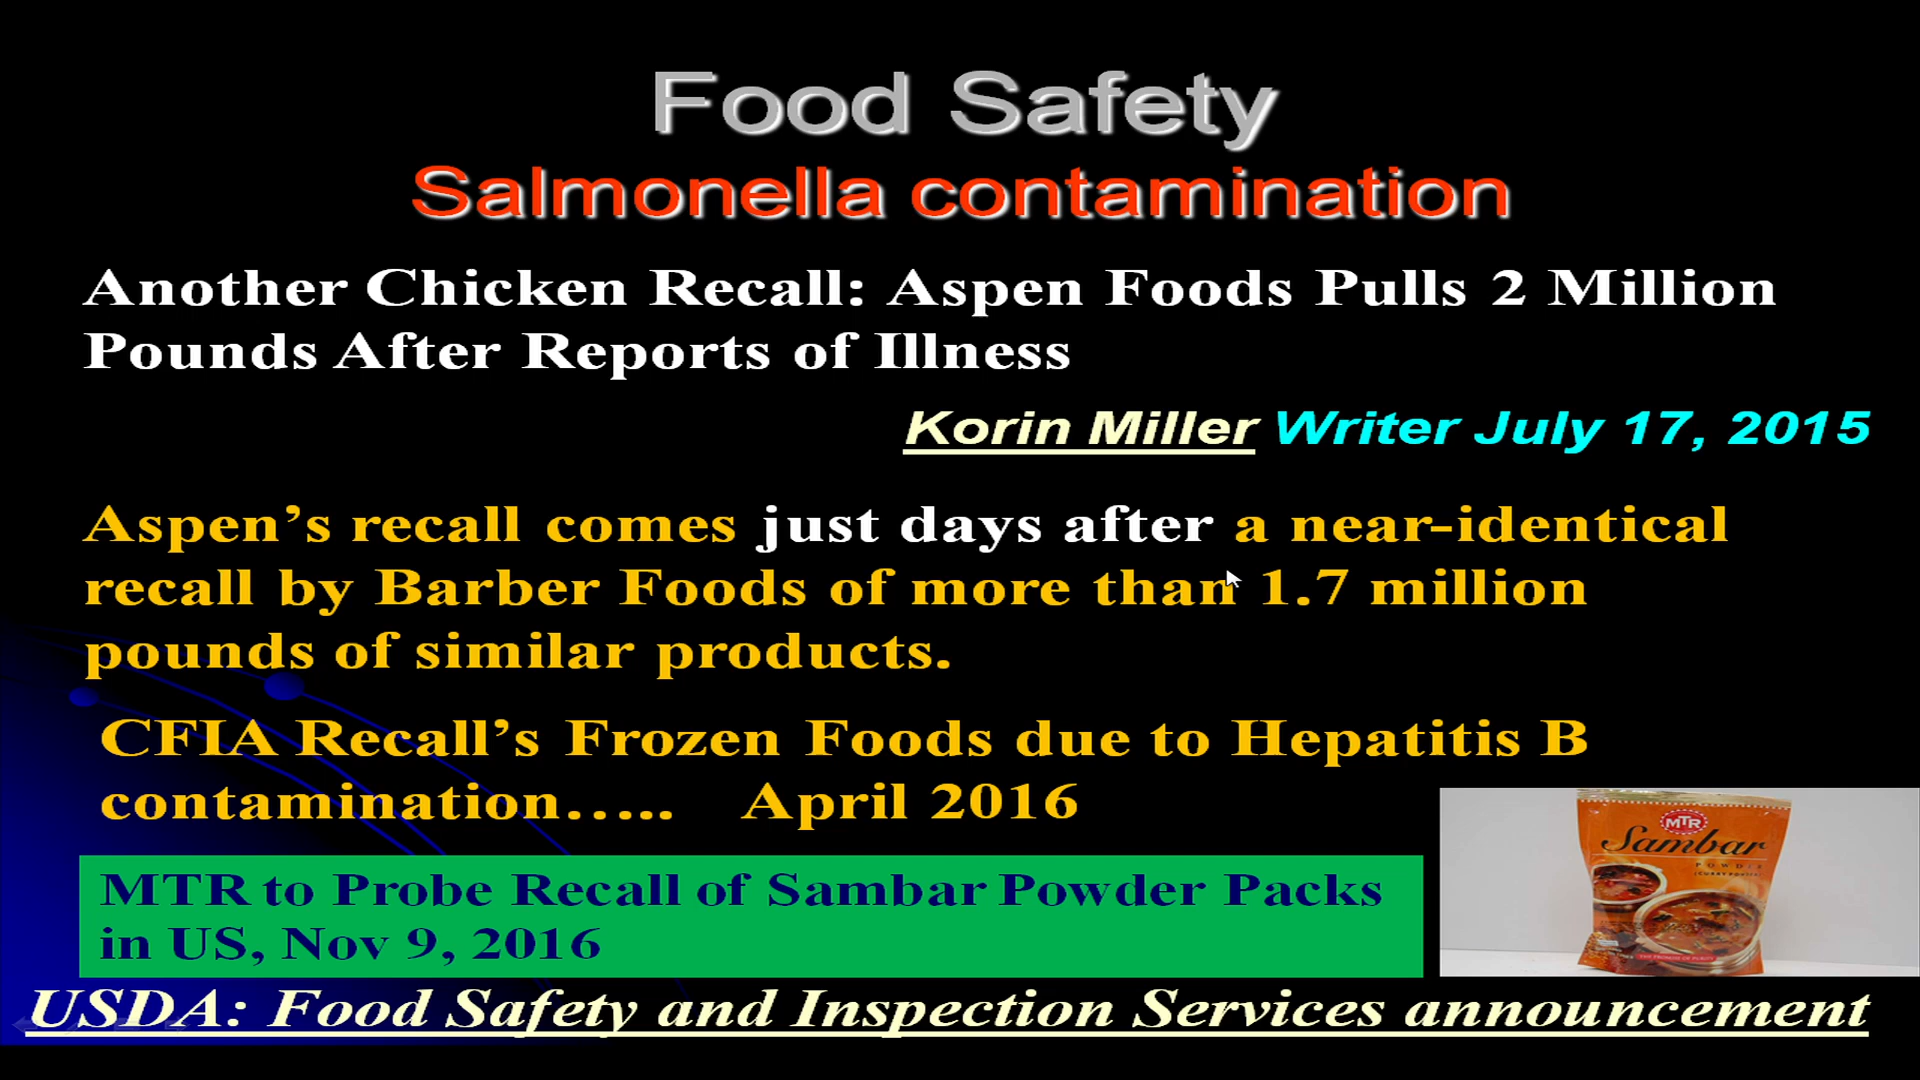 Food Safety
Salmonella contamination
Another Chicken Recall: Aspen Foods Pulls 2 Million
Pounds After Reports of Illness
Korin Miller Writer July 17, 2015
Aspen’s recall comes just days after a near-identical
recall by Barber Foods of more than 1.7 million
pounds of similar products.
CFIA Recall’s Frozen Foods due to Hepatitis B
contamination….. April 2016
MTR
Sambar
POWDER
(CURRY POWDER)
MTR to Probe Recall of Sambar Powder Packs
in US, Nov 9, 2016
USDA: Food Safety and Inspection Services announcement